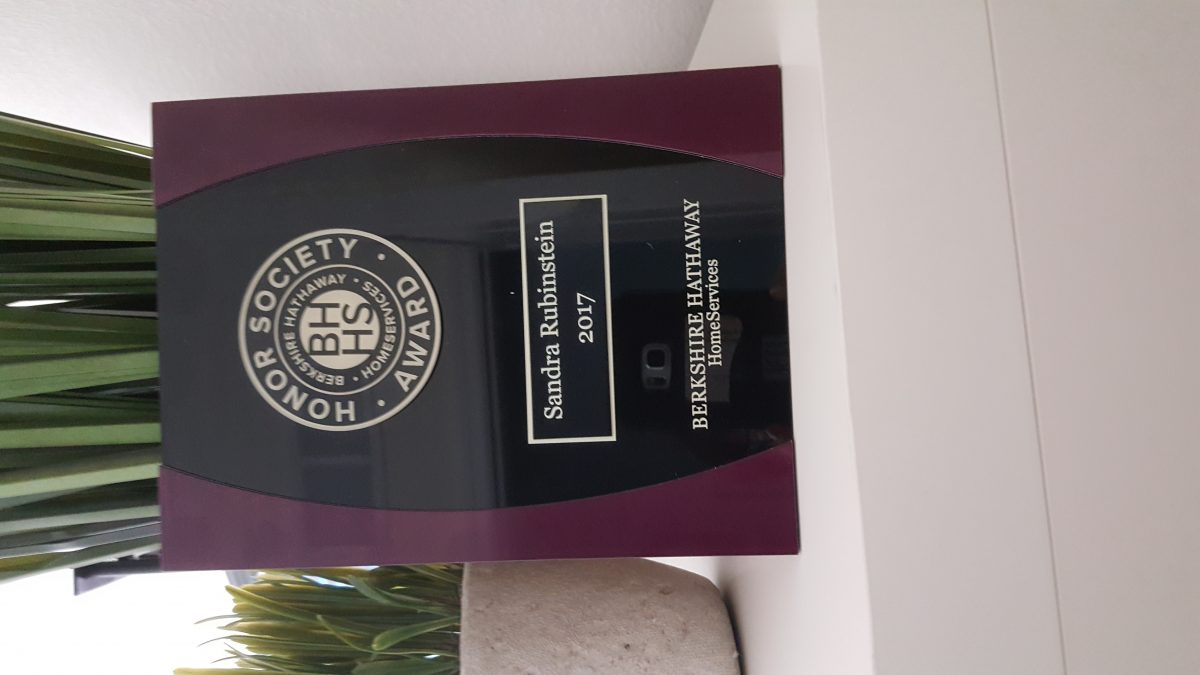 HONOR SOCIETY • AWARD •
BERKSHIRE HATHAWAY • HOMESERVICES •
BH
HS
Sandra Rubinstein
2017
BERKSHIRE HATHAWAY
HomeServices